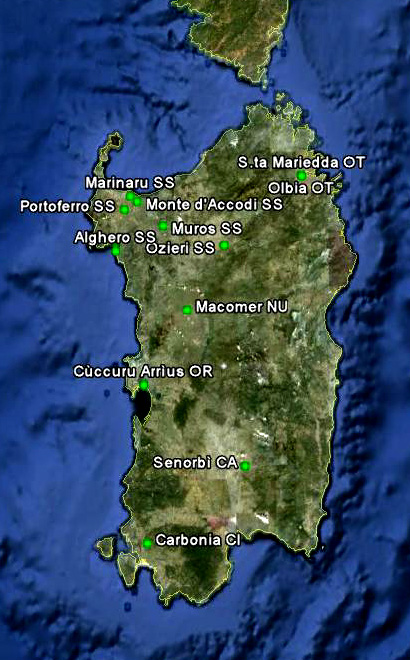 S.ta Mariedda OT
Olbia OT
Marinaru SS
Portoferro SS
Monte d'Accodi SS
Muros SS
Alghero SS
Ozieri SS
Macomer NU
Cùccuru Arrìus OR
Senorbì CA
Carbonia CI